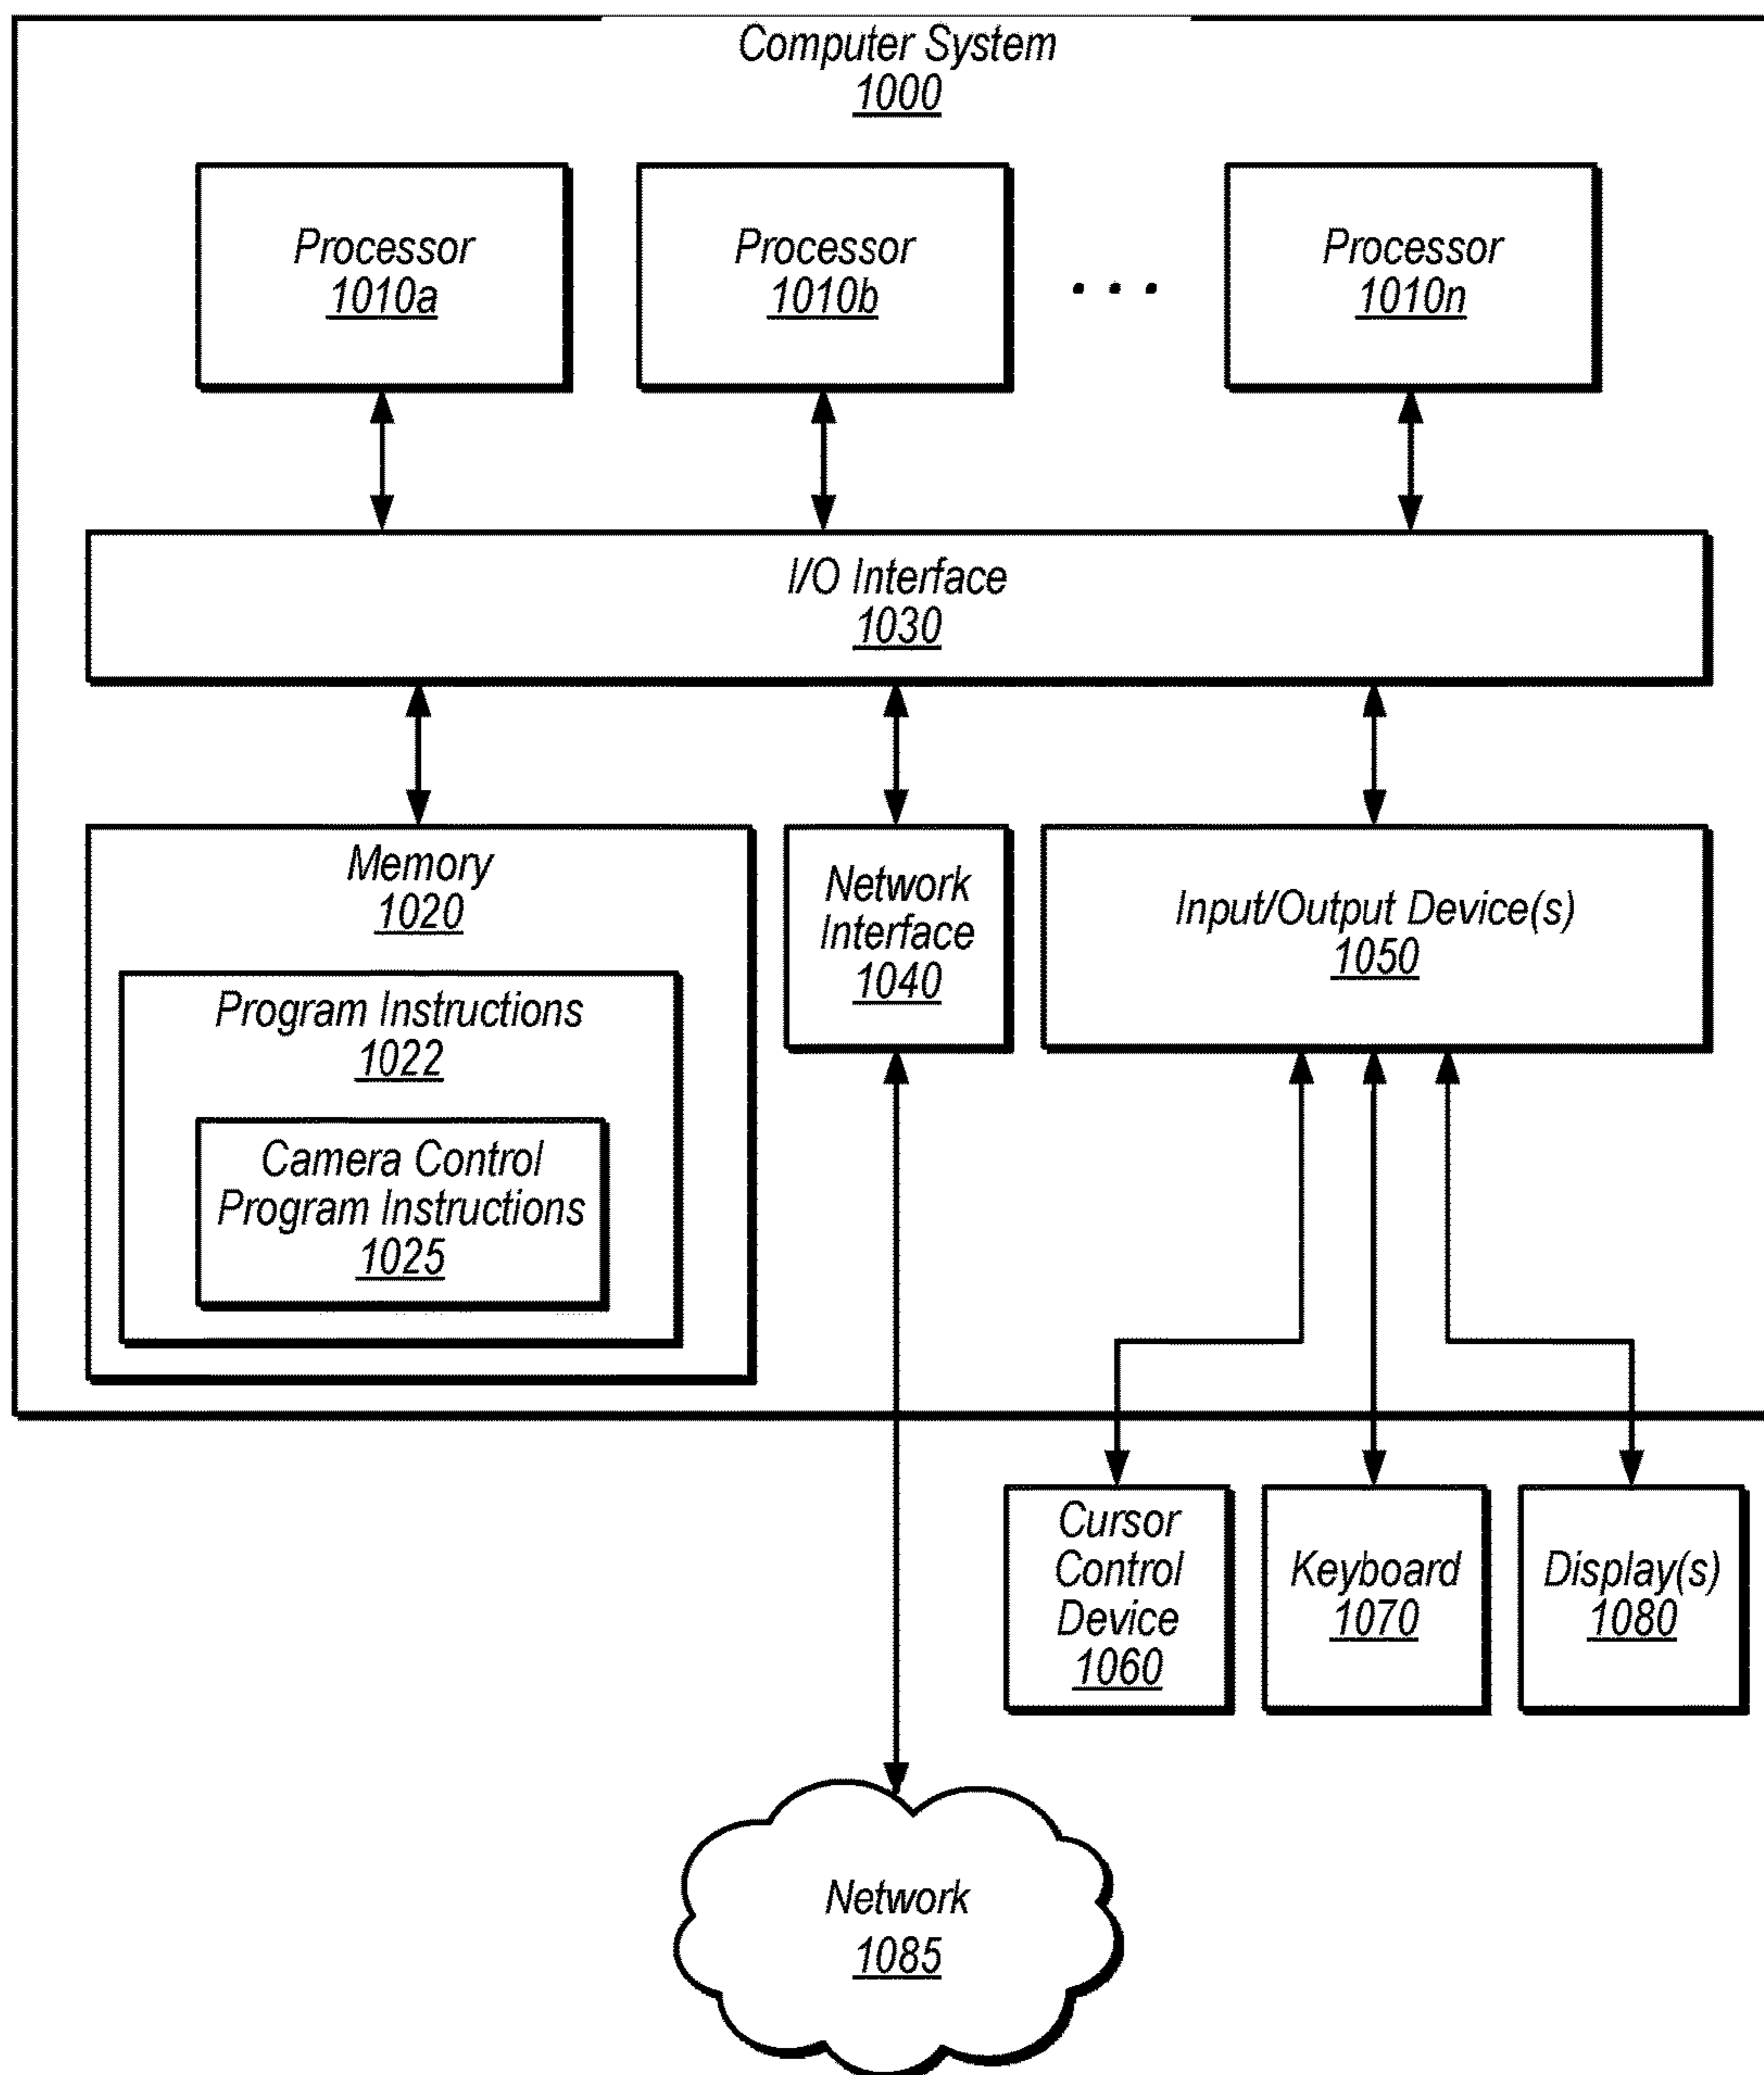 Computer System
1000
Processor
1010a
Processor
1010b
. . .
Processor
1010n
I/O Interface
1030
Memory
1020
Program Instructions
1022
Camera Control
Program Instructions
1025
Network
Interface
1040
Input/Output Device(s)
1050
Cursor
Control
Device
1060
Keyboard
1070
Display(s)
1080
Network
1085